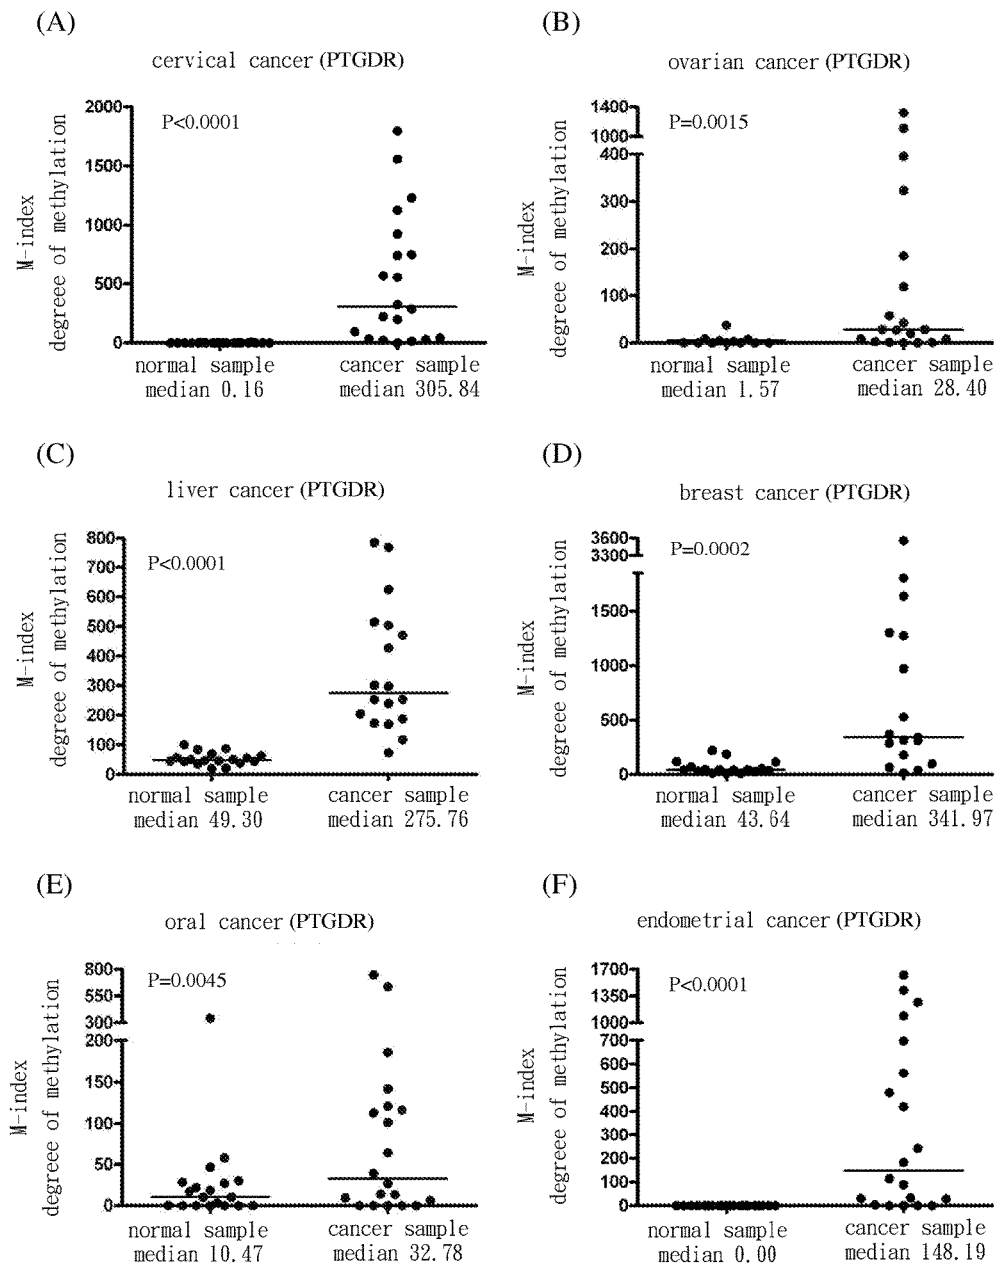 (A)
cervical cancer (PTGDR)
P<0.0001
M-index
degreee of methylation
2000
1500
1000
500
0
normal sample
median 0.16
cancer sample
median 305.84
(B)
ovarian cancer (PTGDR)
P=0.0015
M-index
degreee of methylation
1400
1000
400
300
200
100
0
normal sample
median 1.57
cancer sample
median 28.40
(C)
liver cancer (PTGDR)
P<0.0001
M-index
degreee of methylation
800
700
600
500
400
300
200
100
0
normal sample
median 49.30
cancer sample
median 275.76
(D)
breast cancer (PTGDR)
P=0.0002
M-index
degreee of methylation
3600
3300
1500
1000
500
0
normal sample
median 43.64
cancer sample
median 341.97
(E)
oral cancer (PTGDR)
P=0.0045
M-index
degreee of methylation
800
550
300
200
150
100
50
0
normal sample
median 10.47
cancer sample
median 32.78
(F)
endometrial cancer (PTGDR)
P<0.0001
M-index
degreee of methylation
1700
1350
1000
700
600
500
400
300
200
100
0
normal sample
median 0.00
cancer sample
median 148.19